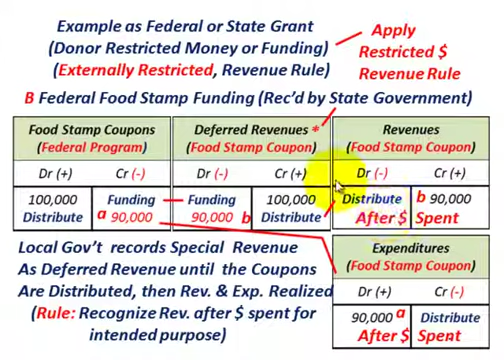 Example as Federal or State Grant
(Donor Restricted Money or Funding)
(Externally Restricted, Revenue Rule)
Apply
Restricted $
Revenue Rule
B Federal Food Stamp Funding (Rec'd by State Government)
Food Stamp Coupons
(Federal Program)
Dr (+) Cr (-)
100,000 Funding
Distribute a 90,000
Deferred Revenues *
(Food Stamp Coupon)
Dr (-) Cr (+)
Funding 100,000
90,000 b Distribute
Revenues
(Food Stamp Coupon)
Dr (-) Cr (+)
Distribute b 90,000
After $ Spent
Expenditures
(Food Stamp Coupon)
Dr (+) Cr (-)
90,000 a Distribute
After $ Spent
Local Gov't records Special Revenue
As Deferred Revenue until the Coupons
Are Distributed, then Rev. & Exp. Realized
(Rule: Recognize Rev. after $ spent for
intended purpose)